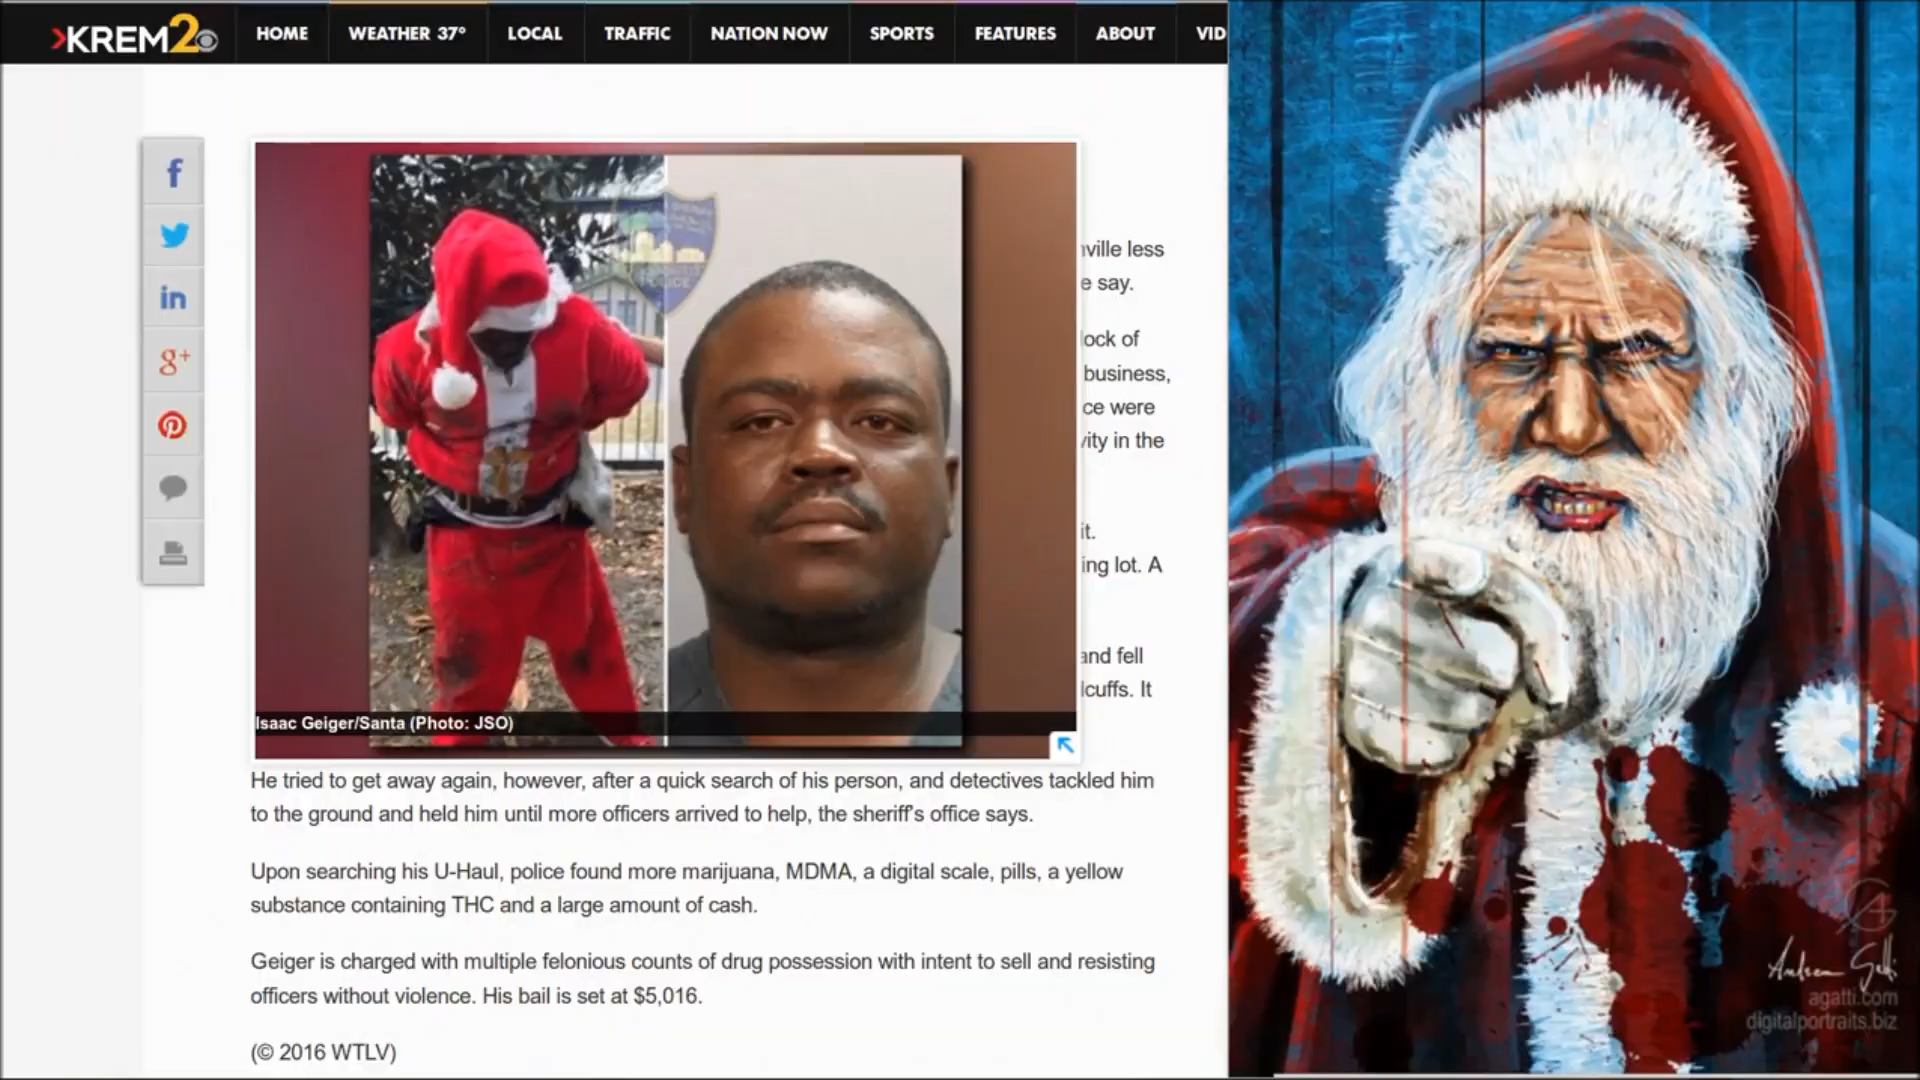 KREM2
HOME WEATHER 37° LOCAL TRAFFIC NATION NOW SPORTS FEATURES ABOUT VID
ville less
e say.
lock of
business,
ce were
vity in the
it.
ing lot. A
and fell
lcuffs. It
POLICE
Isaac Geiger/Santa (Photo: JSO)
He tried to get away again, however, after a quick search of his person, and detectives tackled him
to the ground and held him until more officers arrived to help, the sheriff's office says.
Upon searching his U-Haul, police found more marijuana, MDMA, a digital scale, pills, a yellow
substance containing THC and a large amount of cash.
Geiger is charged with multiple felonious counts of drug possession with intent to sell and resisting
officers without violence. His bail is set at $5,016.
(© 2016 WTLV)
agatti.com
digitalportraits.biz